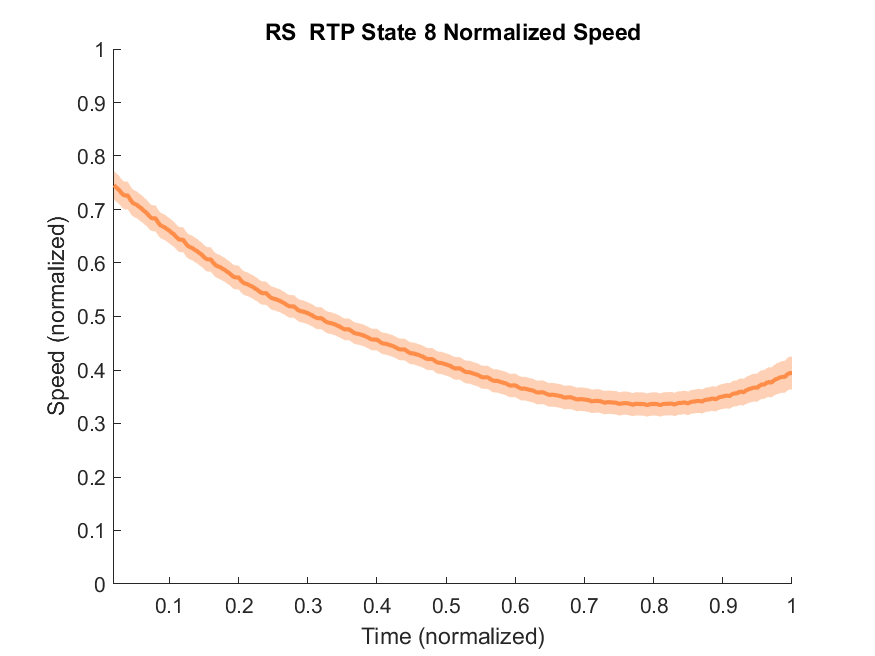 RS  RTP State 8 Normalized Speed
1
0.9
0.8
0.7
0.6
0.5
0.4
0.3
0.2
0.1
0
Speed (normalized)
0.1 0.2 0.3 0.4 0.5 0.6 0.7 0.8 0.9 1
Time (normalized)